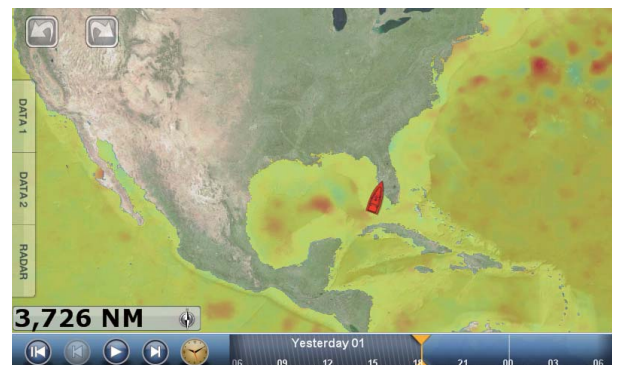 DATA 1
DATA 2
RADAR
3,726 NM
Yesterday 01
06 09 12 15 18 21 00 03 06